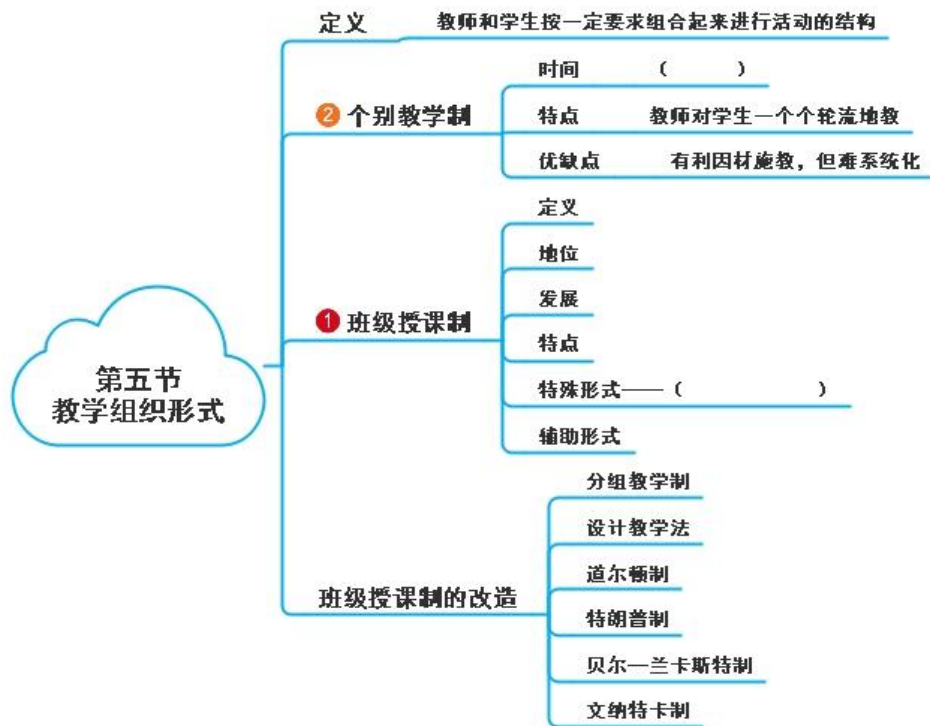 第五节
教学组织形式
定义
教师和学生按一定要求组合起来进行活动的结构
2 个别教学制
时间 （ ）
特点 教师对学生一个个轮流地教
优缺点 有利因材施教，但难系统化
1 班级授课制
定义
地位
发展
特点
特殊形式——（ ）
辅助形式
班级授课制的改造
分组教学制
设计教学法
道尔顿制
特朗普制
贝尔—兰卡斯特制
文纳特卡制